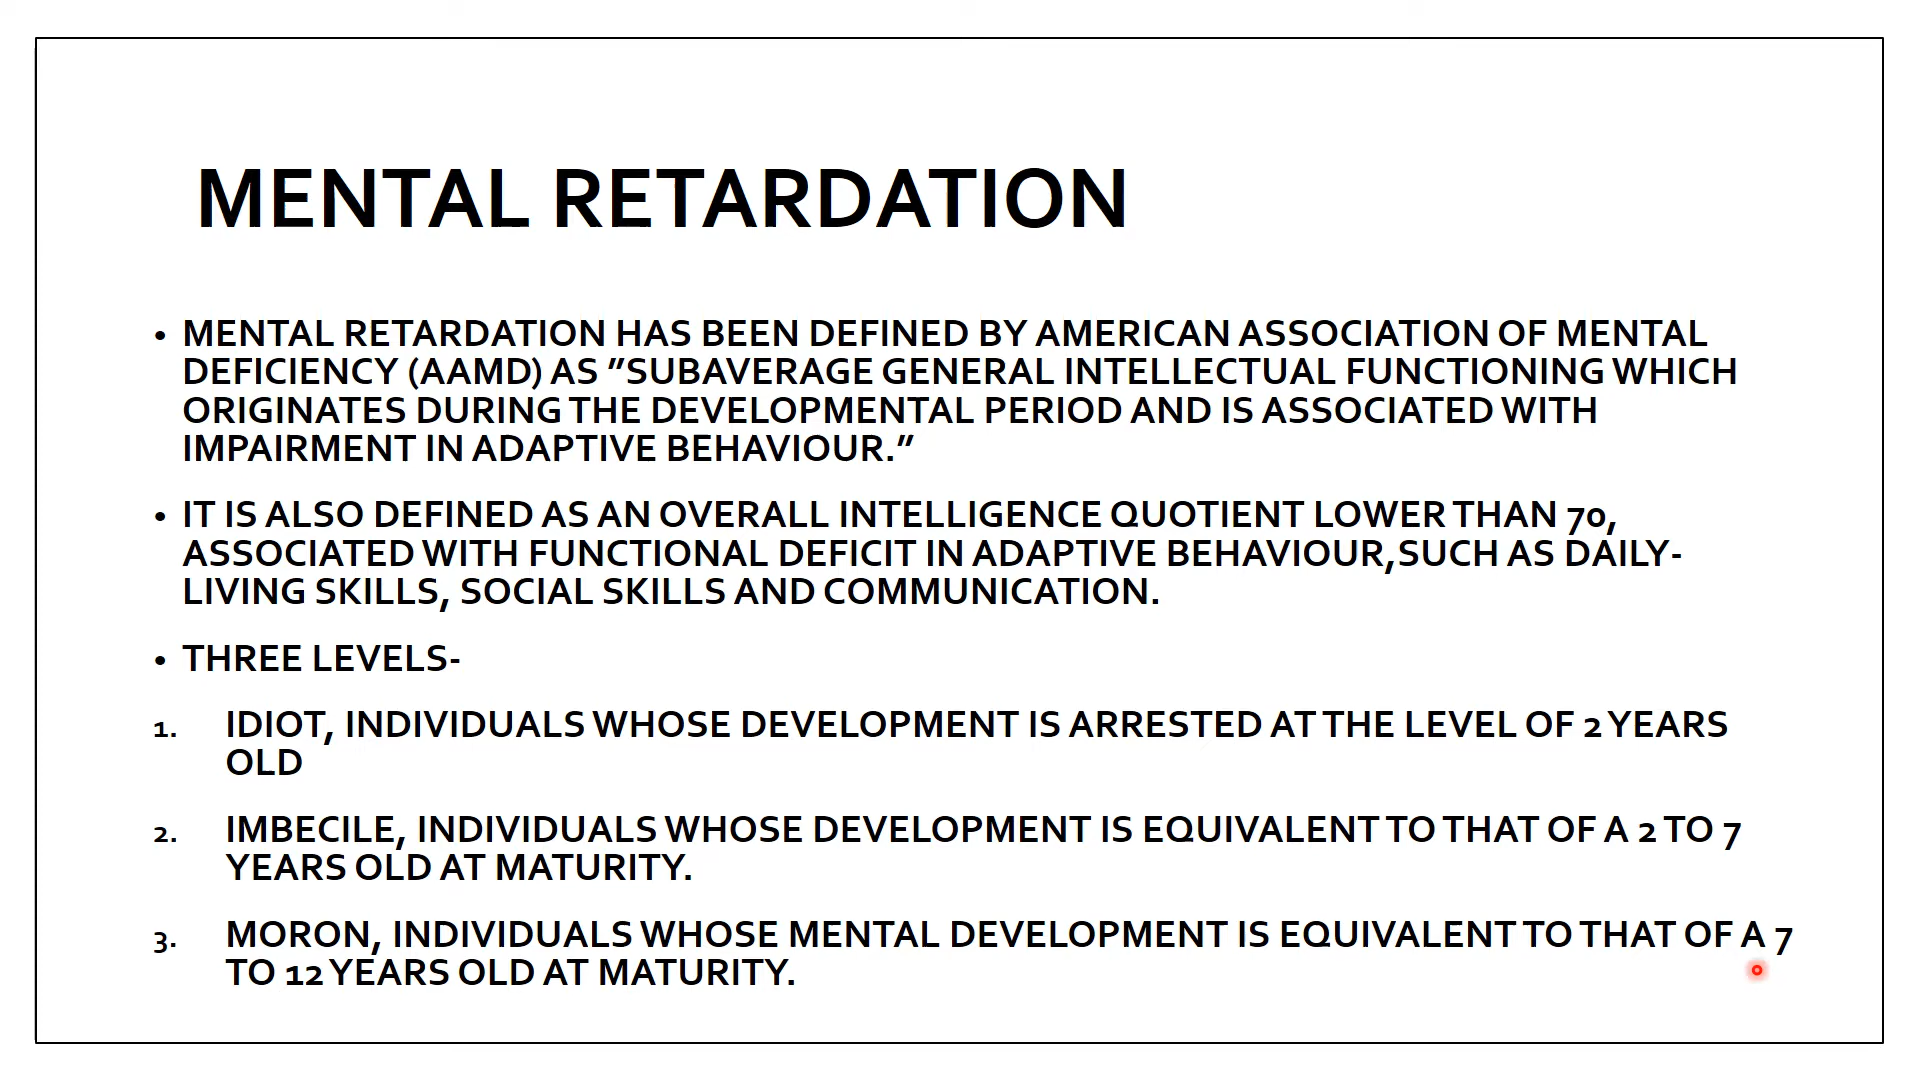 MENTAL RETARDATION
• MENTAL RETARDATION HAS BEEN DEFINED BY AMERICAN ASSOCIATION OF MENTAL
DEFICIENCY (AAMD) AS "SUBAVERAGE GENERAL INTELLECTUAL FUNCTIONING WHICH
ORIGINATES DURING THE DEVELOPMENTAL PERIOD AND IS ASSOCIATED WITH
IMPAIRMENT IN ADAPTIVE BEHAVIOUR."
• IT IS ALSO DEFINED AS AN OVERALL INTELLIGENCE QUOTIENT LOWER THAN 70,
ASSOCIATED WITH FUNCTIONAL DEFICIT IN ADAPTIVE BEHAVIOUR,SUCH AS DAILY-
LIVING SKILLS, SOCIAL SKILLS AND COMMUNICATION.
• THREE LEVELS-
1. IDIOT, INDIVIDUALS WHOSE DEVELOPMENT IS ARRESTED AT THE LEVEL OF 2 YEARS
OLD
2. IMBECILE, INDIVIDUALS WHOSE DEVELOPMENT IS EQUIVALENT TO THAT OF A 2 TO 7
YEARS OLD AT MATURITY.
3. MORON, INDIVIDUALS WHOSE MENTAL DEVELOPMENT IS EQUIVALENT TO THAT OF A 7
TO 12 YEARS OLD AT MATURITY.